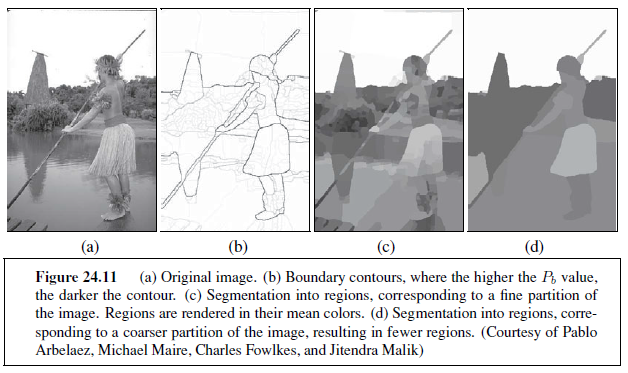 (a) (b) (c) (d)
Figure 24.11 (a) Original image. (b) Boundary contours, where the higher the Pb value,
the darker the contour. (c) Segmentation into regions, corresponding to a fine partition of
the image. Regions are rendered in their mean colors. (d) Segmentation into regions, corre-
sponding to a coarser partition of the image, resulting in fewer regions. (Courtesy of Pablo
Arbelaez, Michael Maire, Charles Fowlkes, and Jitendra Malik)